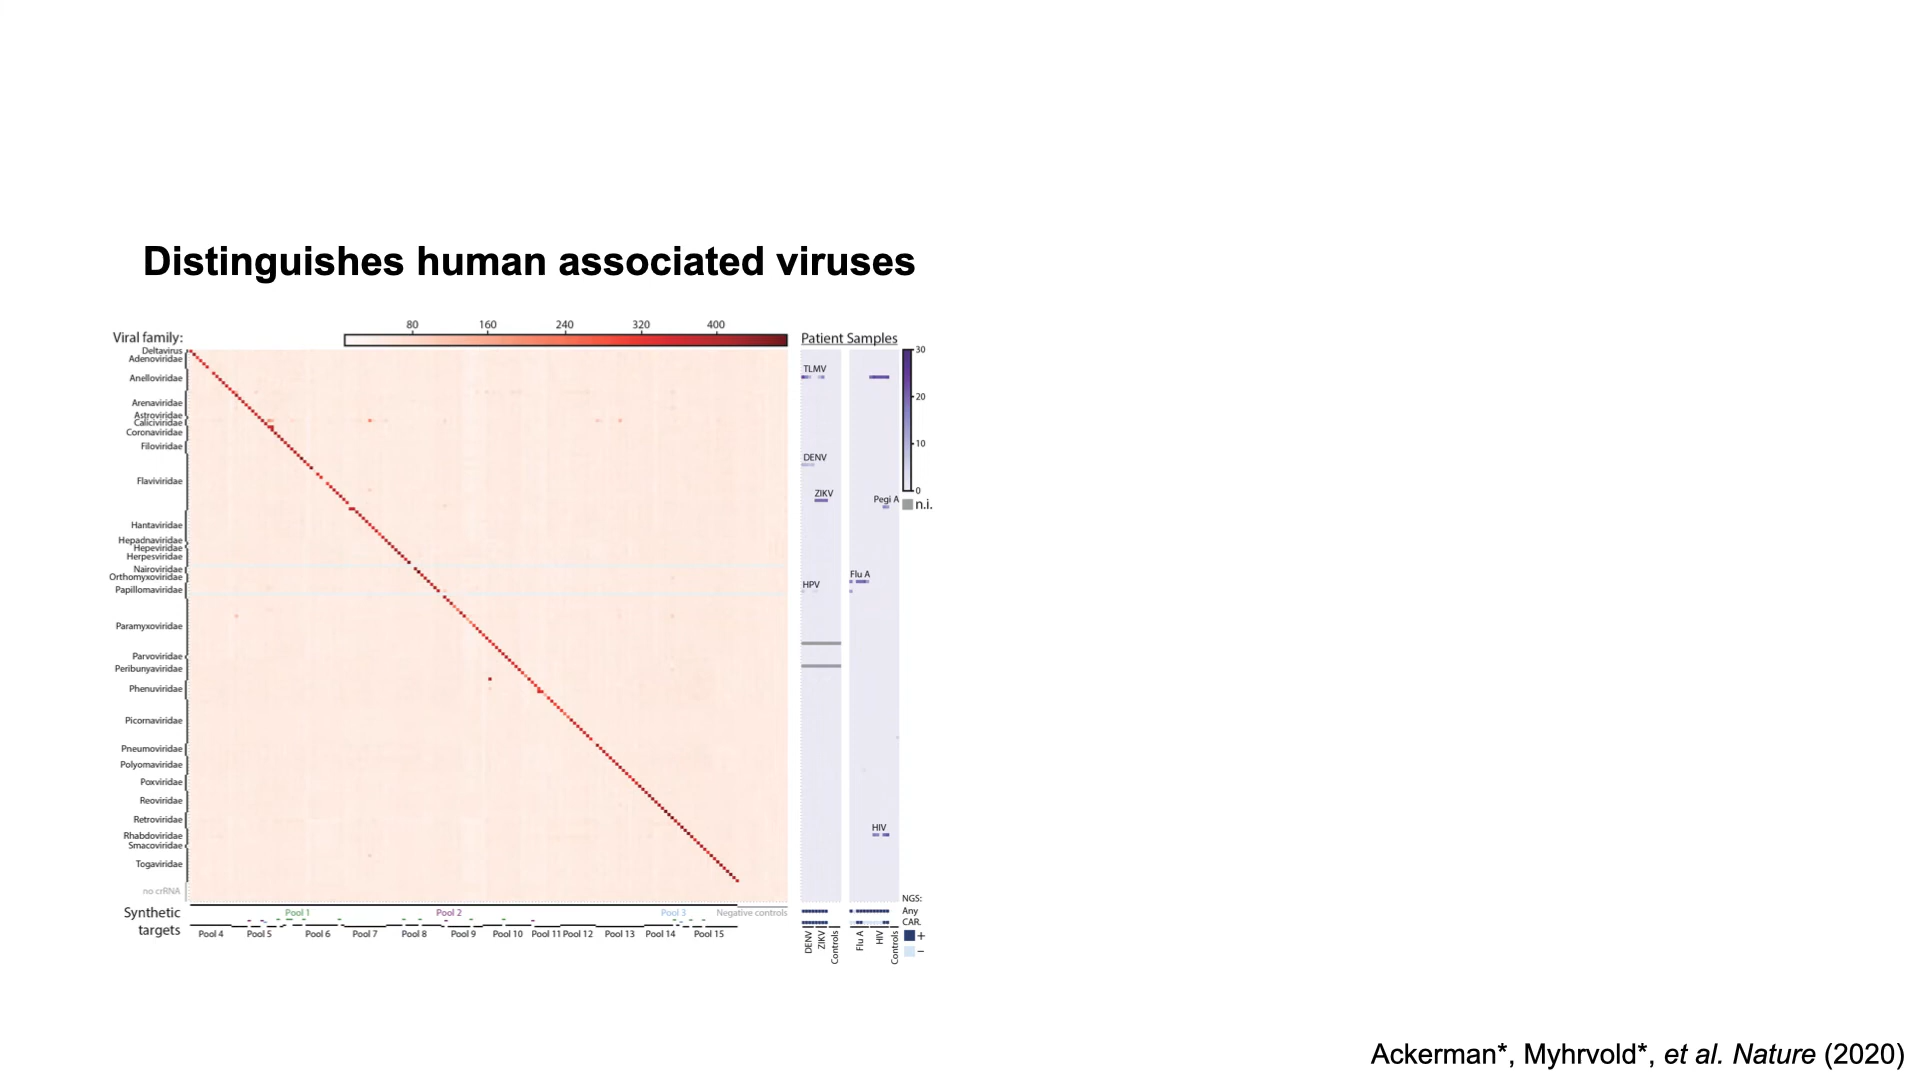 Distinguishes human associated viruses
80 160 240 320 400
Viral family:
Patient Samples
Deltavirus
Adenoviridae
Anelloviridae
Arenaviridae
Astroviridae
Caliciviridae
Coronaviridae
Filoviridae
Flaviviridae
Hantaviridae
Hepadnaviridae
Hepeviridae
Herpesviridae
Nairoviridae
Orthomyxoviridae
Papillomaviridae
Paramyxoviridae
Parvoviridae
Peribunyaviridae
Phenuviridae
Picornaviridae
Pneumoviridae
Polyomaviridae
Poxviridae
Reoviridae
Retroviridae
Rhabdoviridae
Smacoviridae
Togaviridae
no crRNA
TLMV
DENV
ZIKV
Pegi A
Flu A
HPV
HIV
30
20
10
0
n.i.
Synthetic
targets
Pool 1 Pool 2 Pool 3 Negative controls
Pool 4 Pool 5 Pool 6 Pool 7 Pool 8 Pool 9 Pool 10 Pool 11 Pool 12 Pool 13 Pool 14 Pool 15
NGS:
Any
CAR.
+
−
DENV
ZIKV
Controls
Flu A
HIV
Controls
Ackerman*, Myhrvold*, et al. Nature (2020)